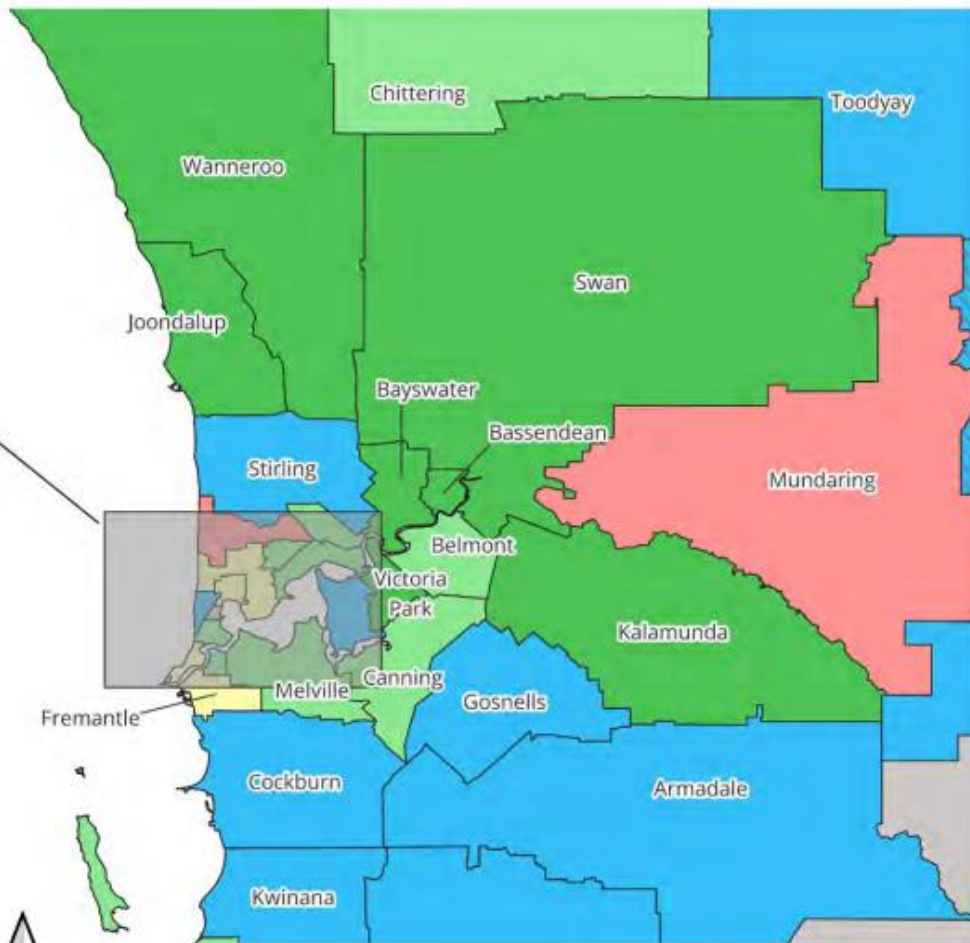 Chittering
Toodyay
Wanneroo
Swan
Joondalup
Bayswater
Bassendean
Stirling
Mundaring
Belmont
Victoria
Park
Kalamunda
Canning
Melville
Gosnells
Fremantle
Cockburn
Armadale
Kwinana